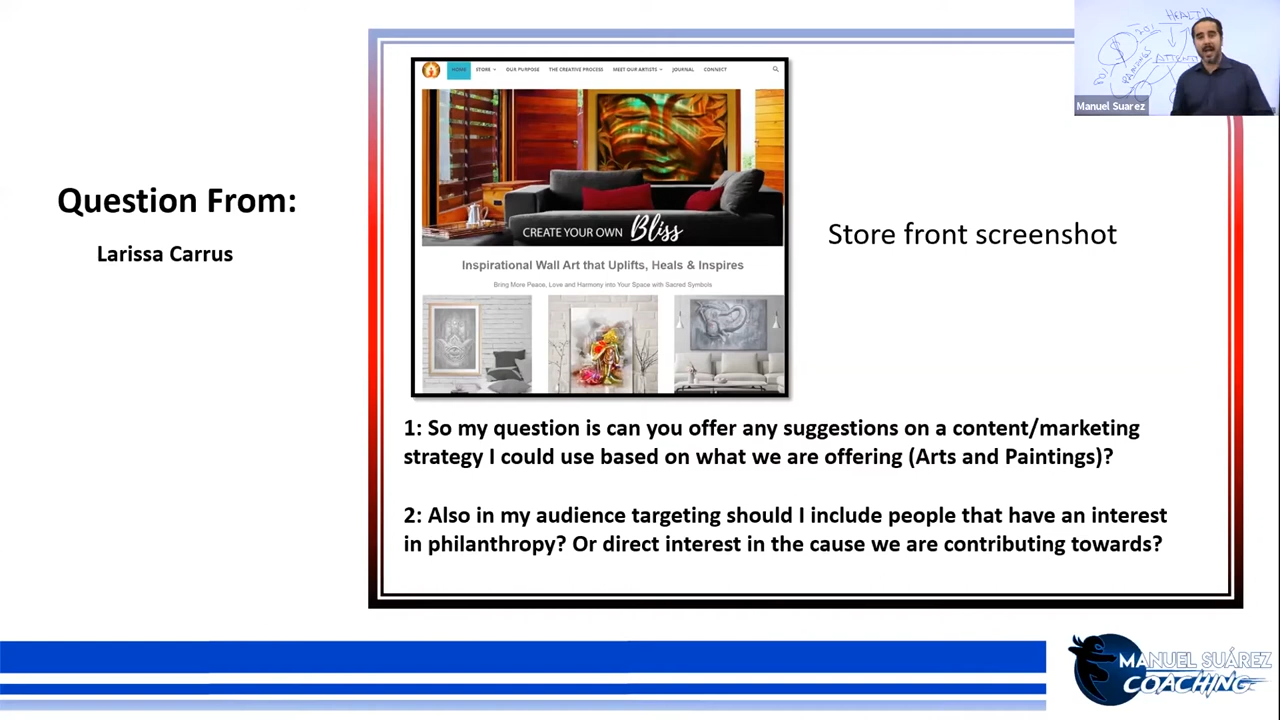 Question From:
Larissa Carrus
HOME STORE OUR PURPOSE THE CREATIVE PROCESS MEET OUR ARTISTS JOURNAL CONNECT
CREATE YOUR OWN Bliss
Inspirational Wall Art that Uplifts, Heals & Inspires
Bring More Peace, Love and Harmony into Your Space with Sacred Symbols
Store front screenshot
1: So my question is can you offer any suggestions on a content/marketing
strategy I could use based on what we are offering (Arts and Paintings)?
2: Also in my audience targeting should I include people that have an interest
in philanthropy? Or direct interest in the cause we are contributing towards?
HEALT
Manuel Suarez
MANUEL SUÁREZ
COACHING